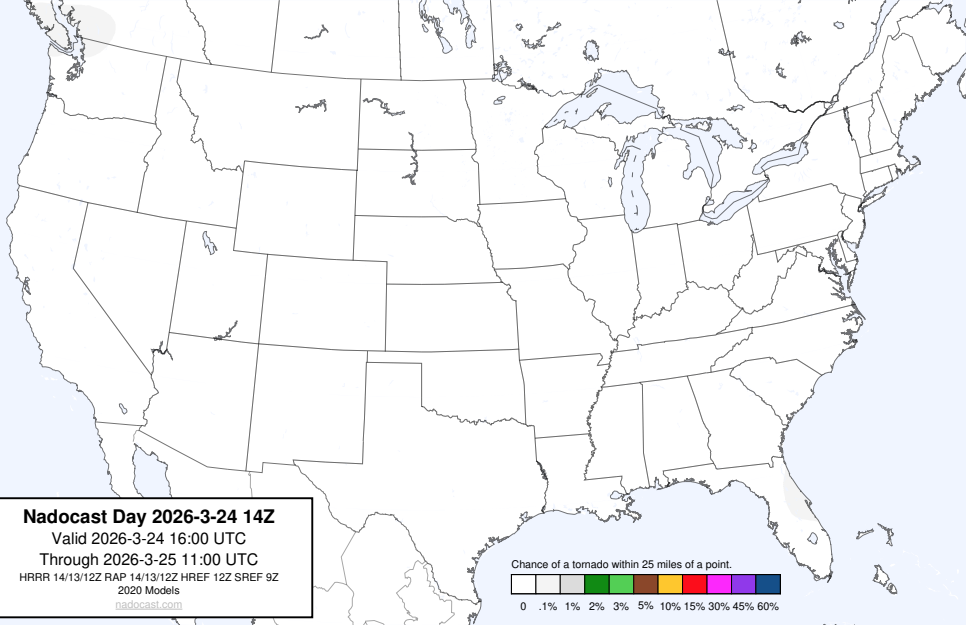 Nadocast Day 2026-3-24 14Z
Valid 2026-3-24 16:00 UTC
Through 2026-3-25 11:00 UTC
HRRR 14/13/12Z RAP 14/13/12Z HREF 12Z SREF 9Z
2020 Models
nadocast.com
Chance of a tornado within 25 miles of a point.
0 .1% 1% 2% 3% 5% 10% 15% 30% 45% 60%